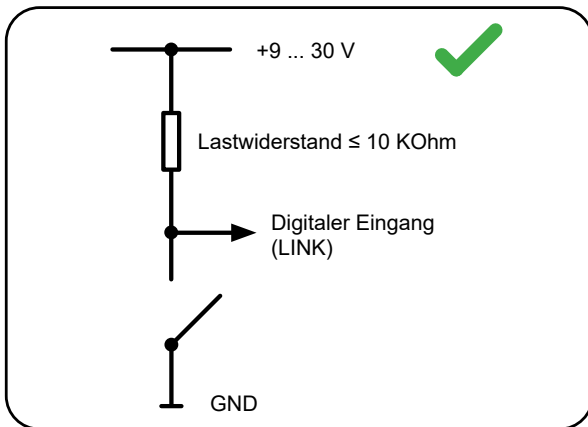 +9 ... 30 V
Lastwiderstand ≤ 10 KOhm
Digitaler Eingang
(LINK)
GND